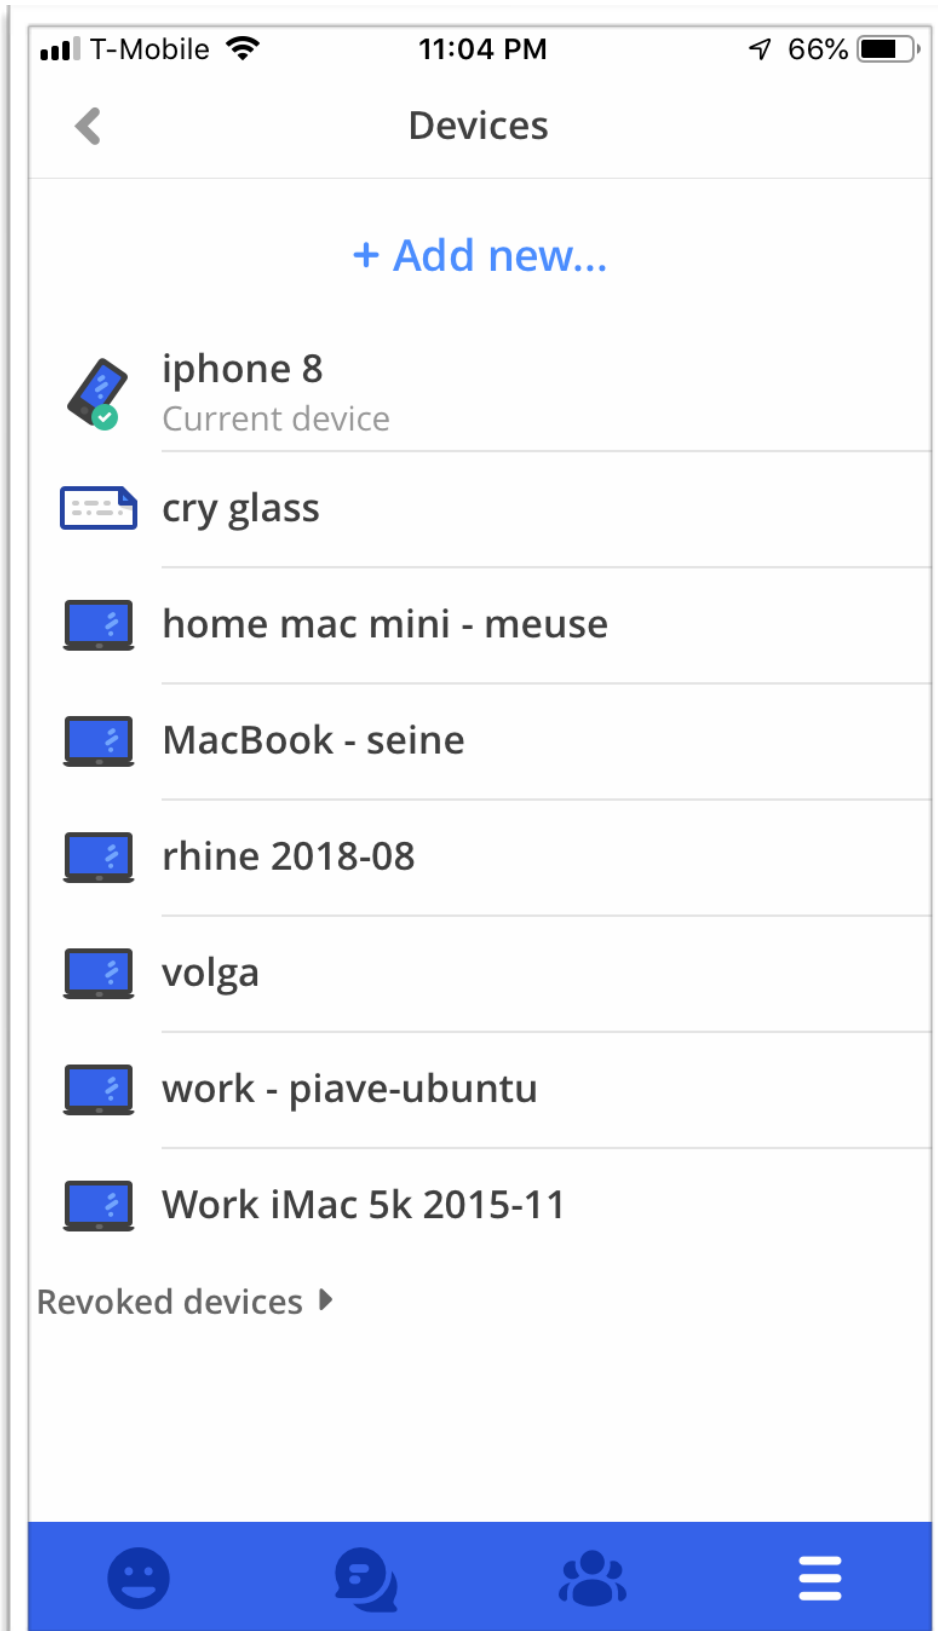 T-Mobile 11:04 PM 66%
Devices
+ Add new...
iphone 8
Current device
cry glass
home mac mini - meuse
MacBook - seine
rhine 2018-08
volga
work - piave-ubuntu
Work iMac 5k 2015-11
Revoked devices